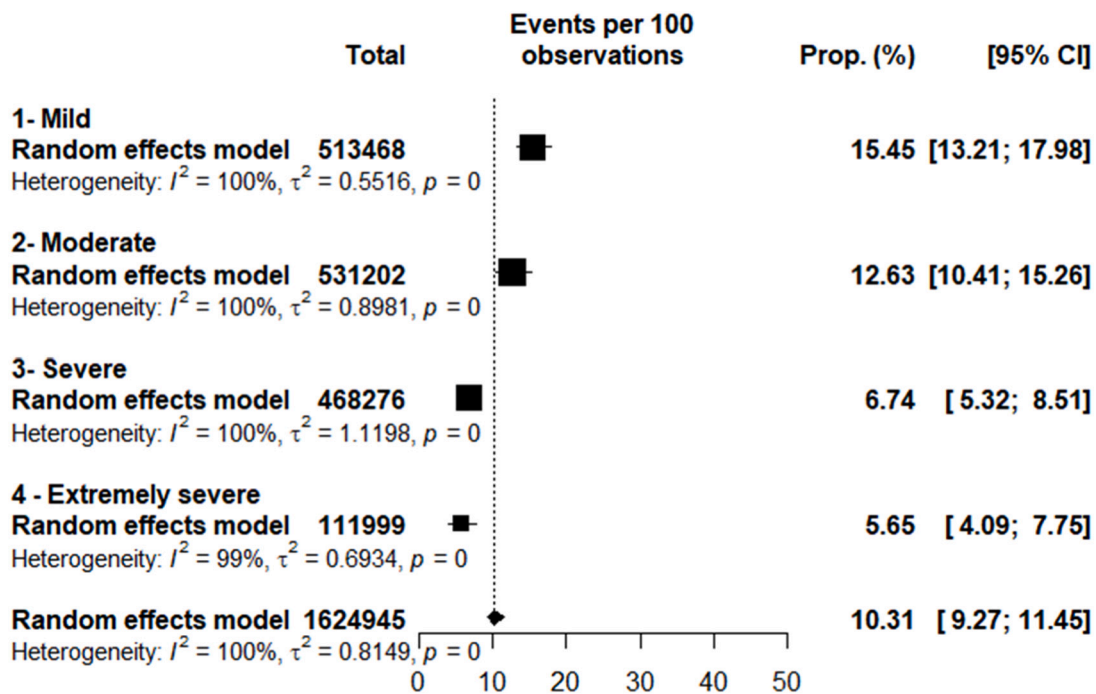 Total Events per 100 observations Prop. (%) [95% CI]
1- Mild
Random effects model 513468 15.45 [13.21; 17.98]
Heterogeneity: I² = 100%, τ² = 0.5516, p = 0
2- Moderate
Random effects model 531202 12.63 [10.41; 15.26]
Heterogeneity: I² = 100%, τ² = 0.8981, p = 0
3- Severe
Random effects model 468276 6.74 [ 5.32; 8.51]
Heterogeneity: I² = 100%, τ² = 1.1198, p = 0
4 - Extremely severe
Random effects model 111999 5.65 [ 4.09; 7.75]
Heterogeneity: I² = 99%, τ² = 0.6934, p = 0
Random effects model 1624945 10.31 [ 9.27; 11.45]
Heterogeneity: I² = 100%, τ² = 0.8149, p = 0
0 10 20 30 40 50